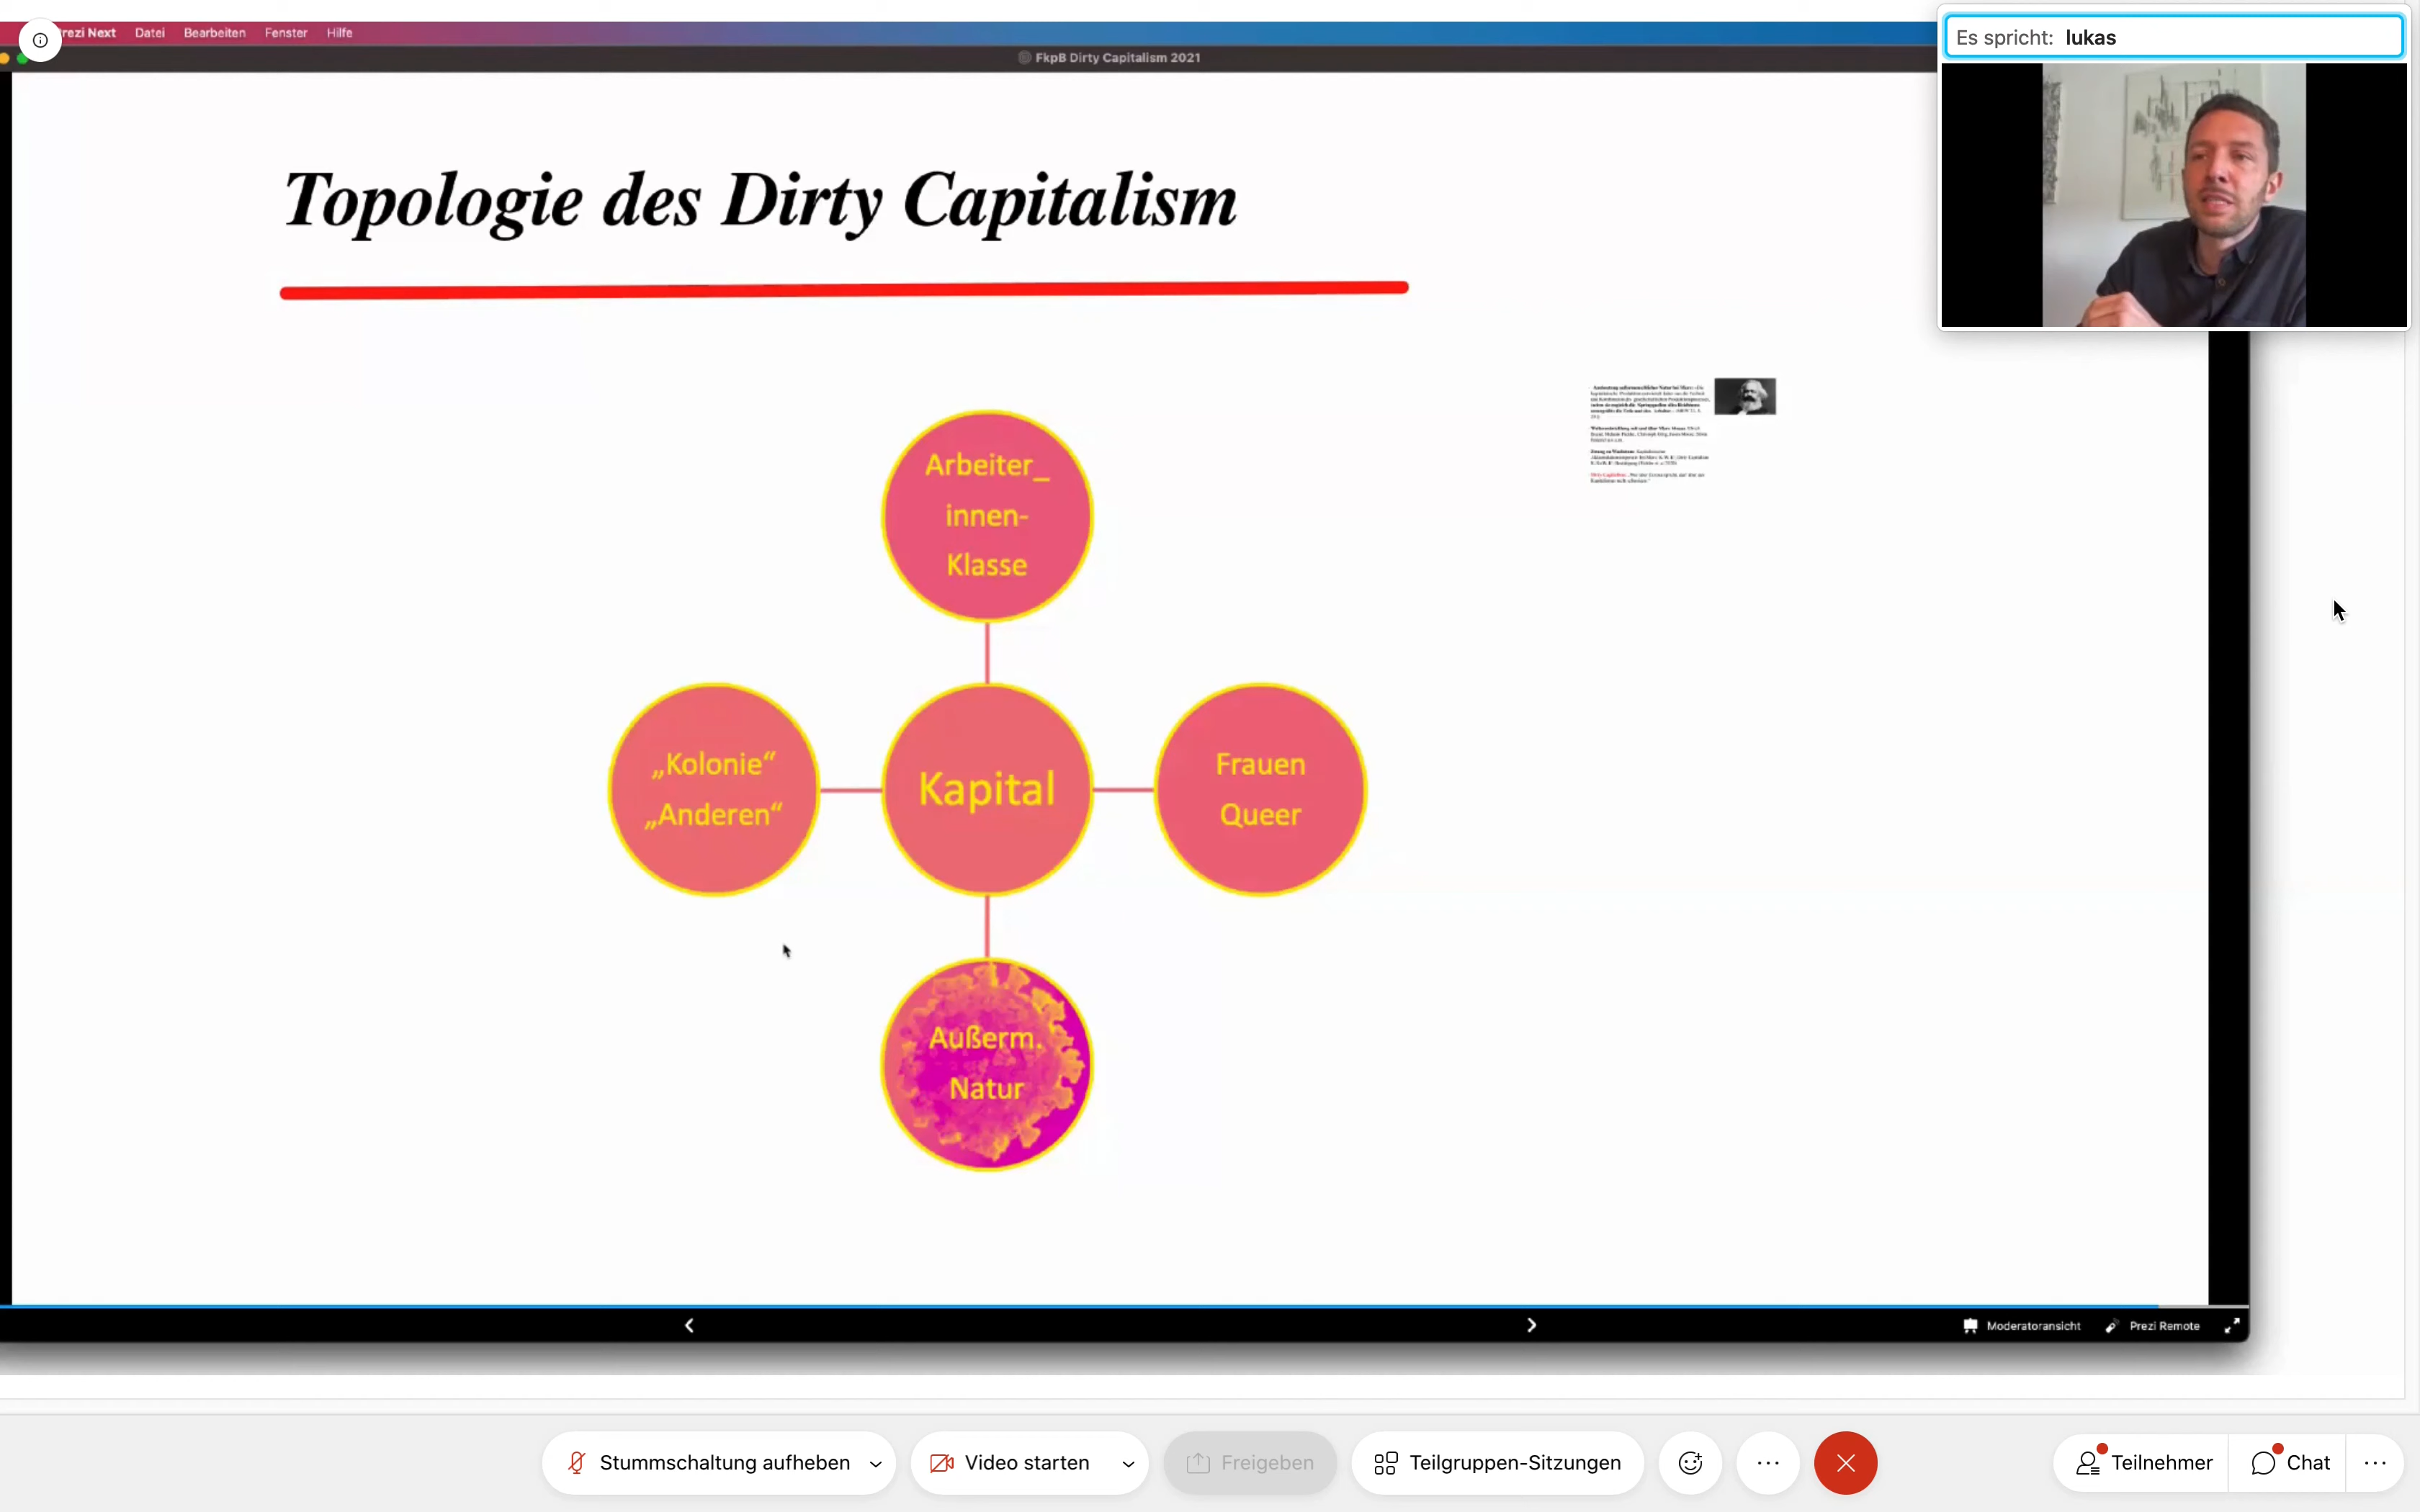 rezi Next Datei Bearbeiten Fenster Hilfe
FkpB Dirty Capitalism 2021
Es spricht: lukas
Topologie des Dirty Capitalism
Arbeiter_
innen-
Klasse
„Kolonie“
„Anderen“
Kapital
Frauen
Queer
Außerm.
Natur
Moderatoransicht Prezi Remote
Stummschaltung aufheben Video starten Freigeben Teilgruppen-Sitzungen Teilnehmer Chat